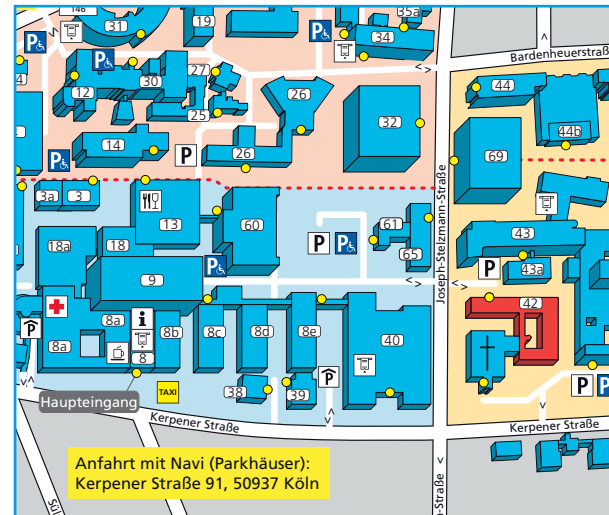 146
31
19
35a
34
P
P
Bardenheuerstraß
P
30
27
12
26
44
25
32
44b
14
P
26
69
P
3a
3
13
60
61
43
18a
18
P
P
65
Joseph-Stelzmann-Straße
9
P
P
43a
8a
i
42
P
8a
8b
8c
8d
8e
40
8
P
38
39
P
P
Haupteingang
TAXI
Kerpener Straße
Kerpener Straße
Anfahrt mit Navi (Parkhäuser):
Kerpener Straße 91, 50937 Köln